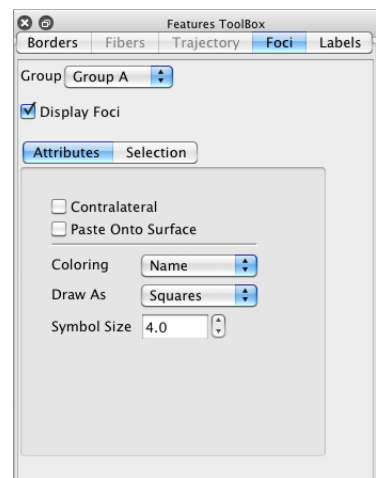 Features ToolBox
Borders Fibers Trajectory Foci Labels
Group Group A
Display Foci
Attributes Selection
Contralateral
Paste Onto Surface
Coloring Name
Draw As Squares
Symbol Size 4.0